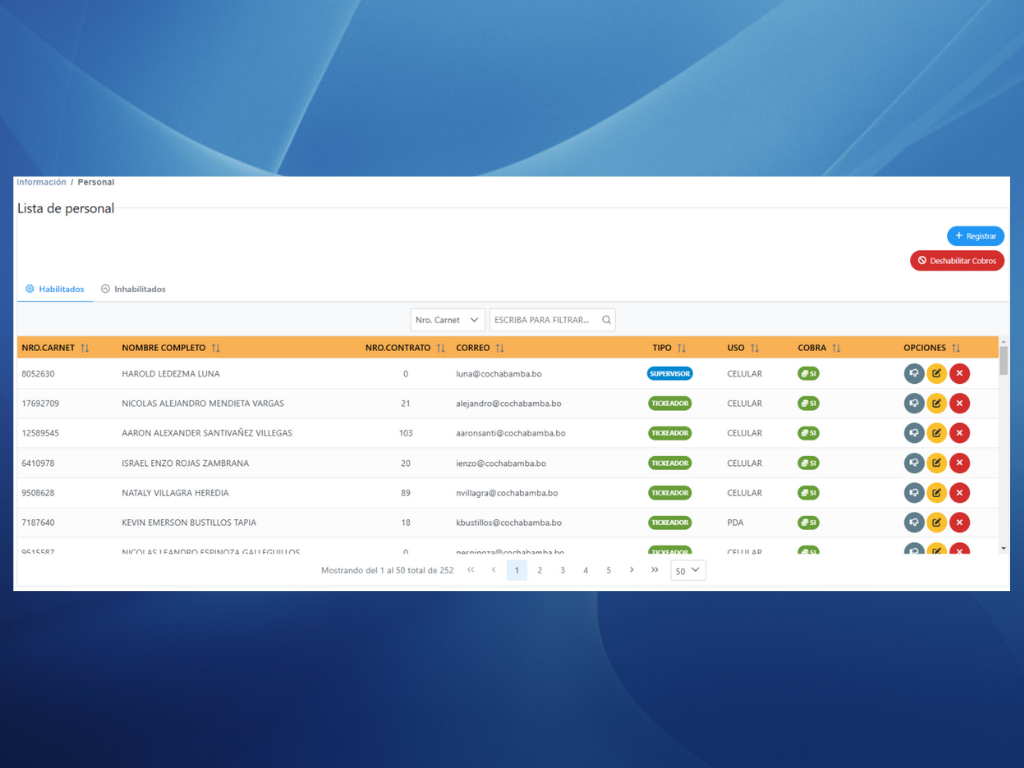 Información / Personal
Lista de personal
+ Registrar
Deshabilitar Cobros
Habilitados Inhabilitados
Nro. Carnet ESCRIBA PARA FILTRAR...
NRO.CARNET NOMBRE COMPLETO NRO.CONTRATO CORREO TIPO USO COBRA OPCIONES
8052630 HAROLD LEDEZMA LUNA 0 luna@cochabamba.bo SUPERVISOR CELULAR SI
17692709 NICOLAS ALEJANDRO MENDIETA VARGAS 21 alejandro@cochabamba.bo TICKEADOR CELULAR SI
12589545 AARON ALEXANDER SANTIVAÑEZ VILLEGAS 103 aaronsanti@cochabamba.bo TICKEADOR CELULAR SI
6410978 ISRAEL ENZO ROJAS ZAMBRANA 20 ienzo@cochabamba.bo TICKEADOR CELULAR SI
9508628 NATALY VILLAGRA HEREDIA 89 nvillagra@cochabamba.bo TICKEADOR CELULAR SI
7187640 KEVIN EMERSON BUSTILLOS TAPIA 18 kbustillos@cochabamba.bo TICKEADOR PDA SI
9515587 NICOLAS LEANDRO ESPINOZA GALLEGUILLOS 0 nespinoza@cochabamba.bo TICKEADOR CELULAR SI
Mostrando del 1 al 50 total de 252 « ‹ 1 2 3 4 5 › » 50